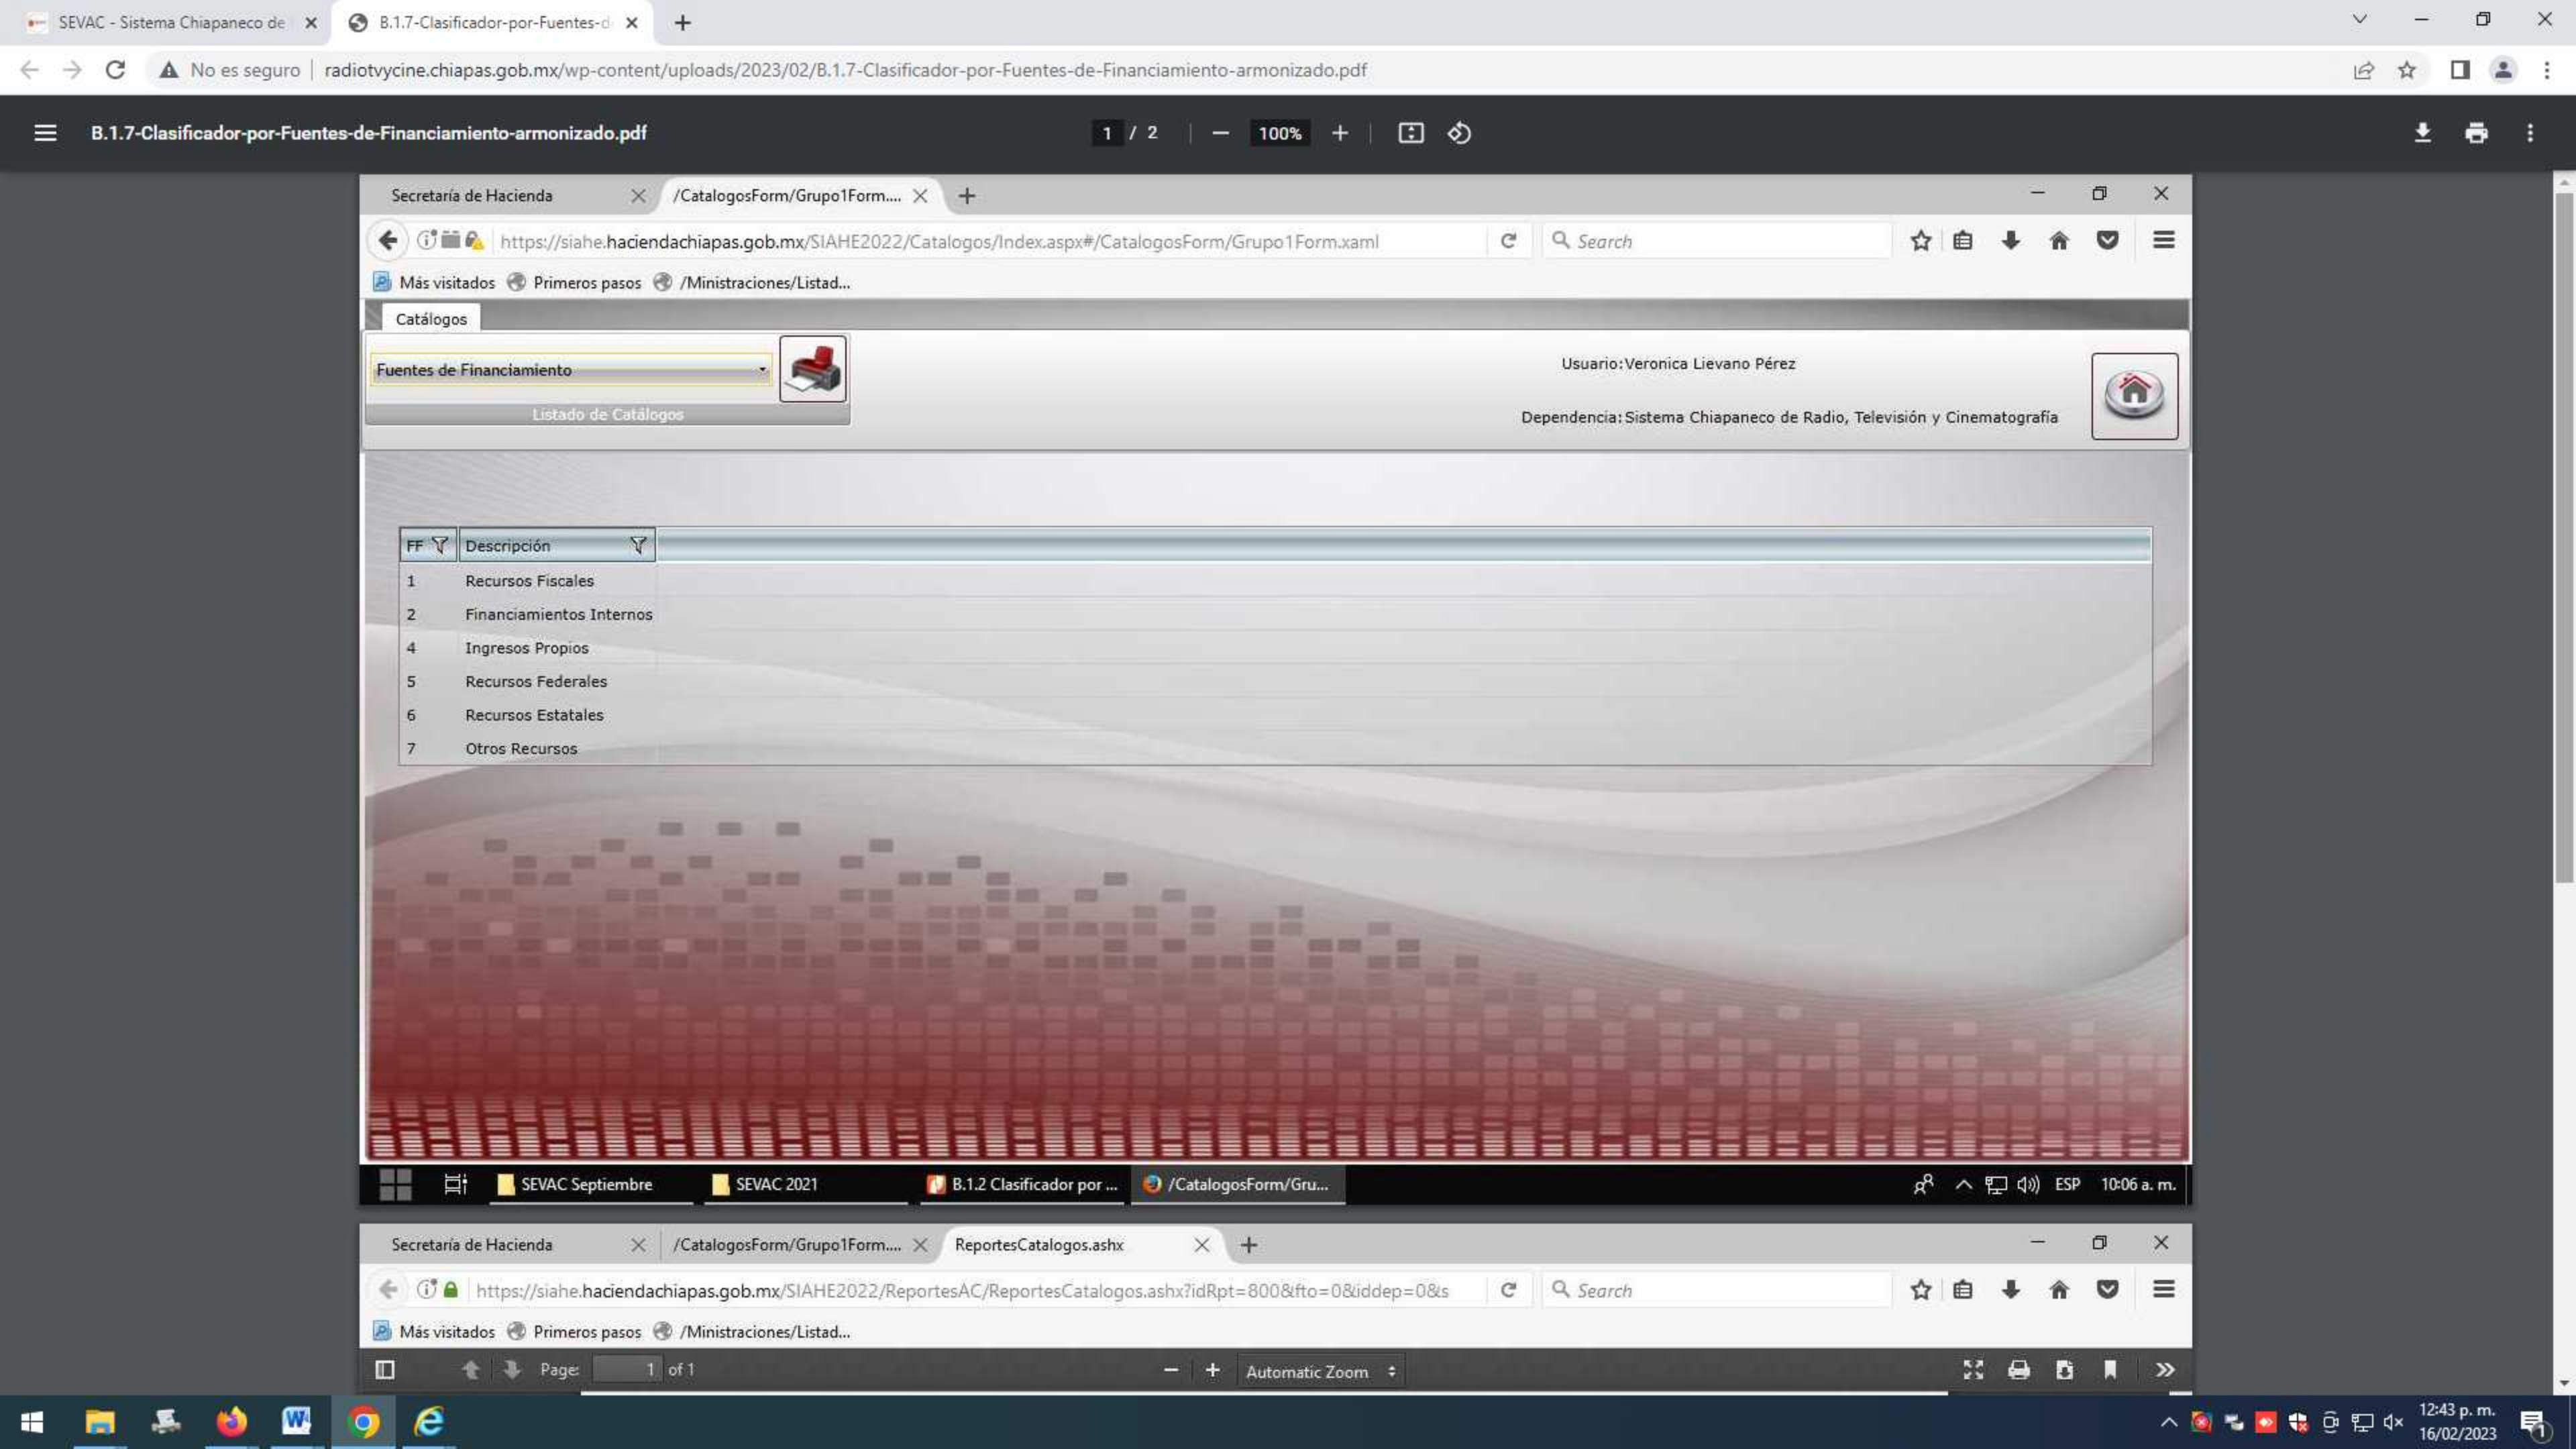 SEVAC - Sistema Chiapaneco de
B.1.7-Clasificador-por-Fuentes-d
No es seguro
radiotvycine.chiapas.gob.mx/wp-content/uploads/2023/02/B.1.7-Clasificador-por-Fuentes-de-Financiamiento-armonizado.pdf
B.1.7-Clasificador-por-Fuentes-de-Financiamiento-armonizado.pdf
1 / 2
100%
Secretaría de Hacienda
/CatalogosForm/Grupo1Form....
https://siahe.haciendachiapas.gob.mx/SIAHE2022/Catalogos/Index.aspx#/CatalogosForm/Grupo1Form.xaml
Search
Más visitados
Primeros pasos
/Ministraciones/Listad...
Catálogos
Fuentes de Financiamiento
Listado de Catálogos
Usuario: Veronica Lievano Pérez
Dependencia: Sistema Chiapaneco de Radio, Televisión y Cinematografía
FF Descripción
1 Recursos Fiscales
2 Financiamientos Internos
4 Ingresos Propios
5 Recursos Federales
6 Recursos Estatales
7 Otros Recursos
SEVAC Septiembre
SEVAC 2021
B.1.2 Clasificador por ...
/CatalogosForm/Gru...
ESP
10:06 a. m.
Secretaría de Hacienda
/CatalogosForm/Grupo1Form....
ReportesCatalogos.ashx
https://siahe.haciendachiapas.gob.mx/SIAHE2022/ReportesAC/ReportesCatalogos.ashx?idRpt=800&fto=0&iddep=0&s
Search
Más visitados
Primeros pasos
/Ministraciones/Listad...
Page: 1 of 1
Automatic Zoom
12:43 p. m.
16/02/2023
1